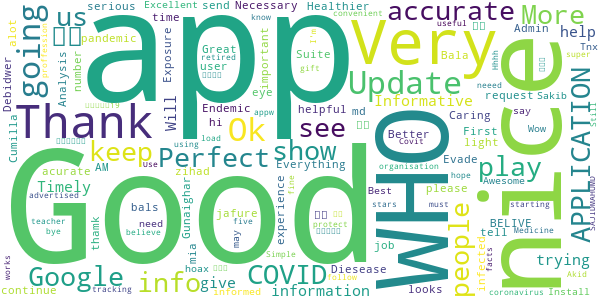 serious Excellent send Necessary Healthier
going us app Very accurate More
alot pandemic time Exposure
Great important Suite gift
user retired know
I'm convenient useful
Admin help Tnx
Debidwer Analysis number Will
Bala
Update Informative request Sakib
Thank Endemic eye
hi helpful md
Ok see Caring say Wow
Better First light
Covit Evade
APPLICATION
super
Hhhh
neeed
Still
SAJIDMAHMUD
Cumilla load appw
keep Perfect show
Everything using
Good WHO nice
play
organisation please Awesome
Timely acurate AM zihad
use
thamk Gunaighar
bals mia
jafure
experience fine
Best hope
stars must
BELIVE
tell
starting
Medicine
people
infected
job
trying
teacher
advertised
bye
need
believe
hoax
five
may
Simple
protect
Google info COVID
Diesease
give information
looks
facts
Akid
coronavirus Install
works
continue
tracking
informed
follow
proffesion